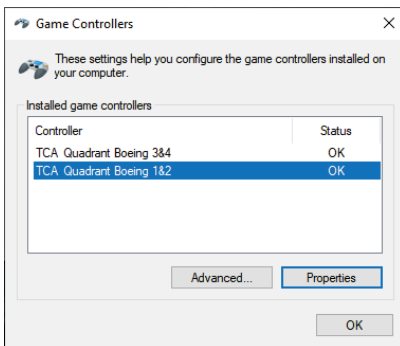 Game Controllers
These settings help you configure the game controllers installed on
your computer.
Installed game controllers
Controller Status
TCA Quadrant Boeing 3&4 OK
TCA Quadrant Boeing 1&2 OK
Advanced... Properties
OK